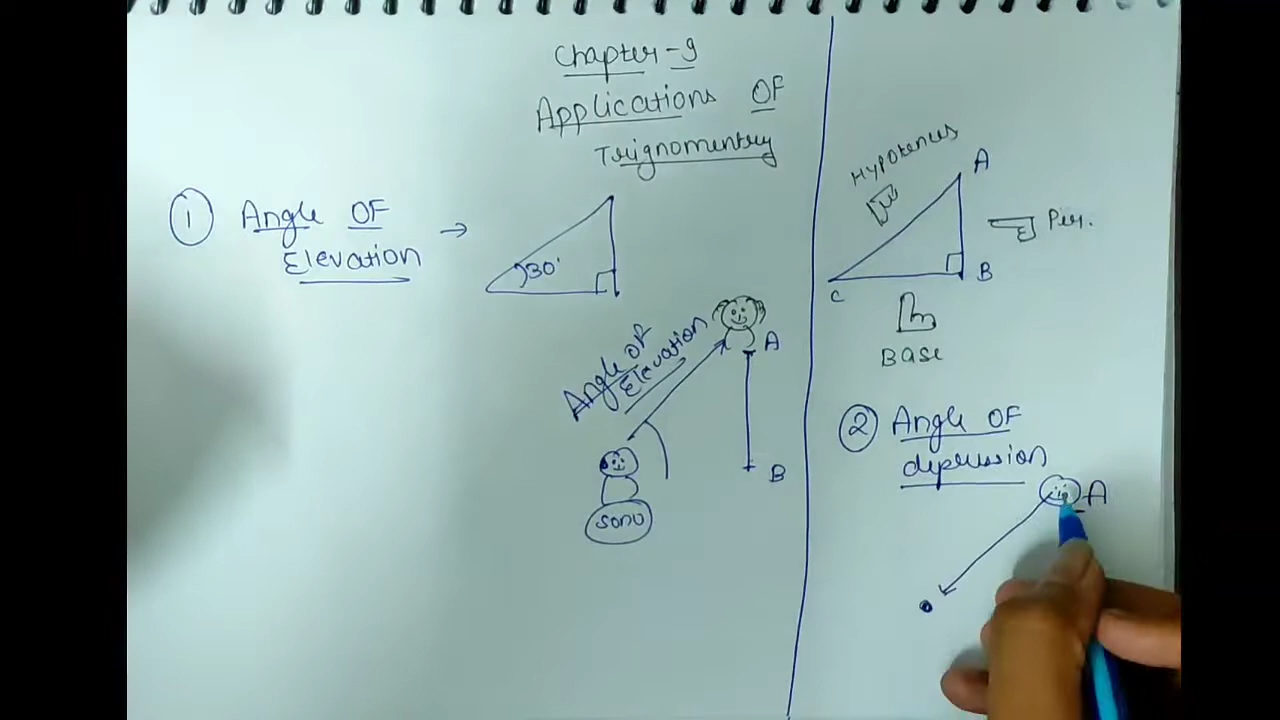 Chapter-9
Applications OF
Trignomentry
1 Angle OF
Elevation →
30°
Angle OF
Elevation
A
B
SONU
Hypotenus
A
Per.
B
C
Base
2 Angle OF
depression
A